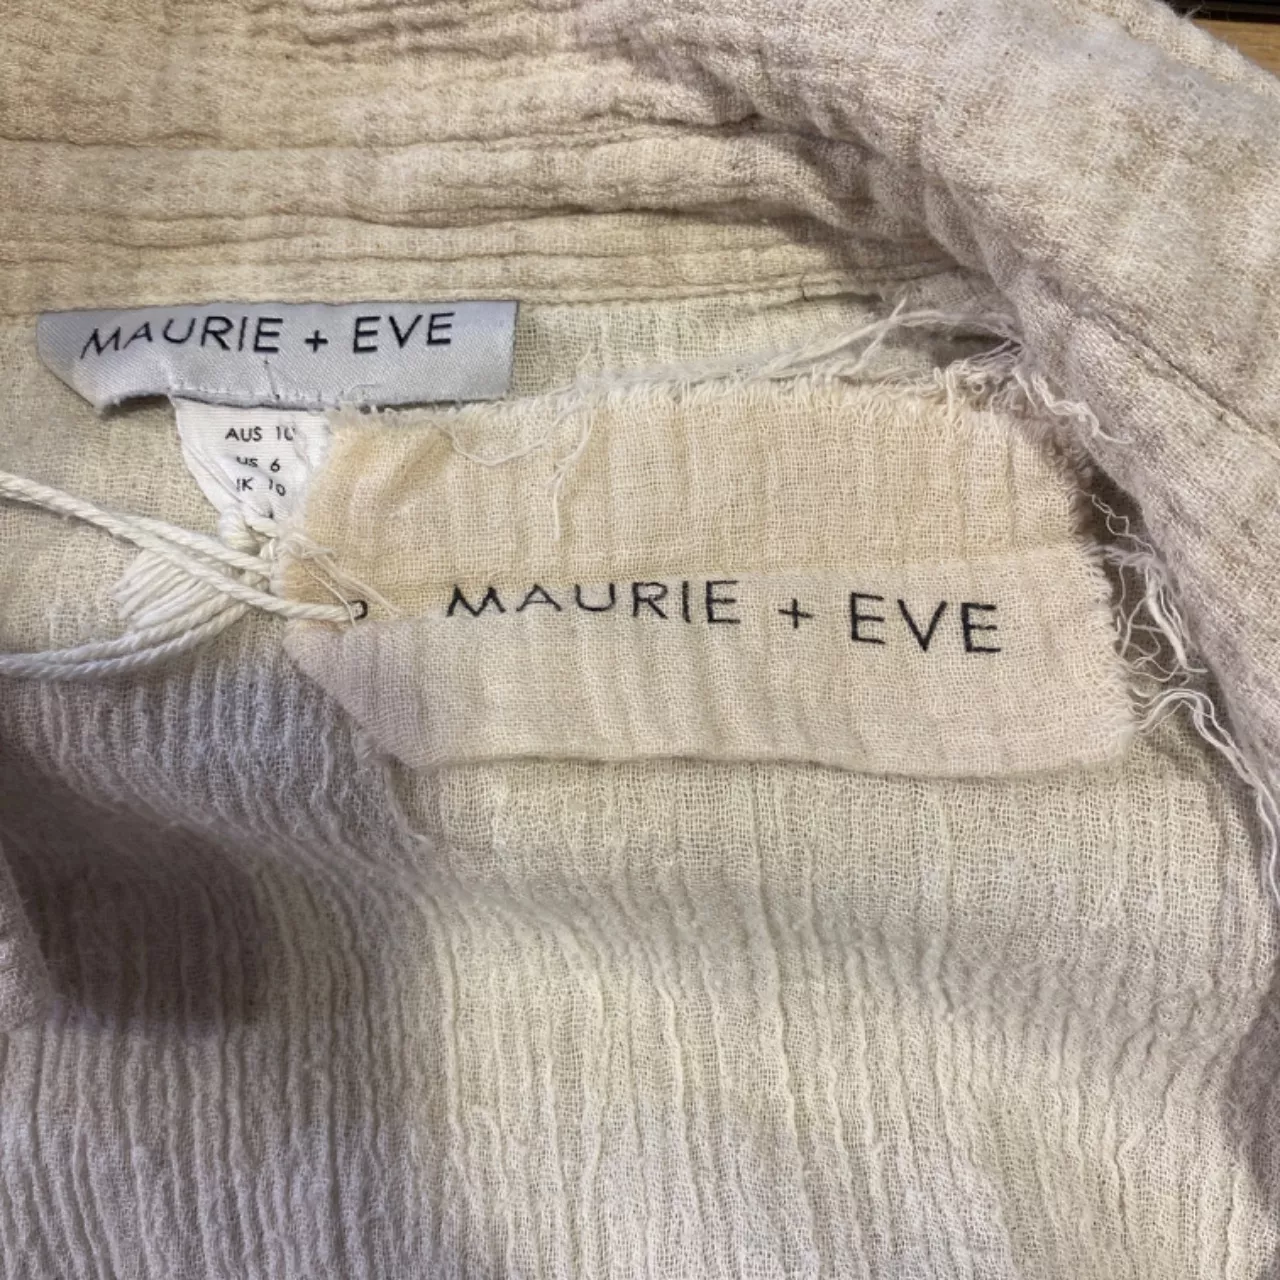 MAURIE + EVE
AUS 10
US 6
UK 10
MAURIE + EVE